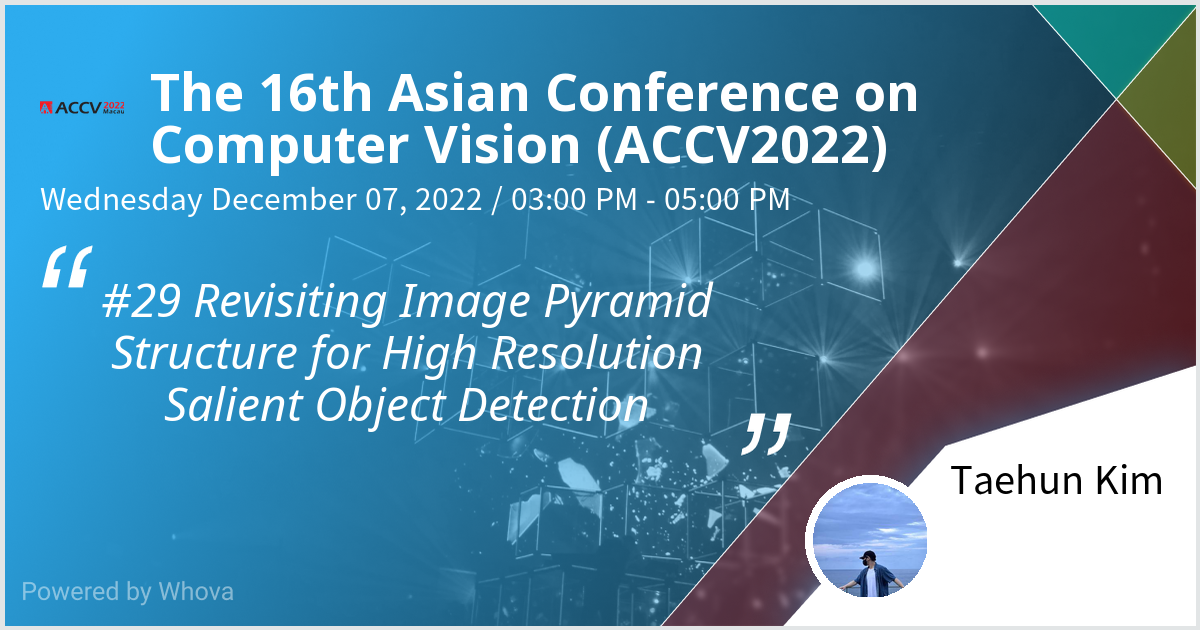 ACCV 2022
Macau
The 16th Asian Conference on
Computer Vision (ACCV2022)
Wednesday December 07, 2022 / 03:00 PM - 05:00 PM
“
#29 Revisiting Image Pyramid
Structure for High Resolution
Salient Object Detection
”
Taehun Kim
Powered by Whova